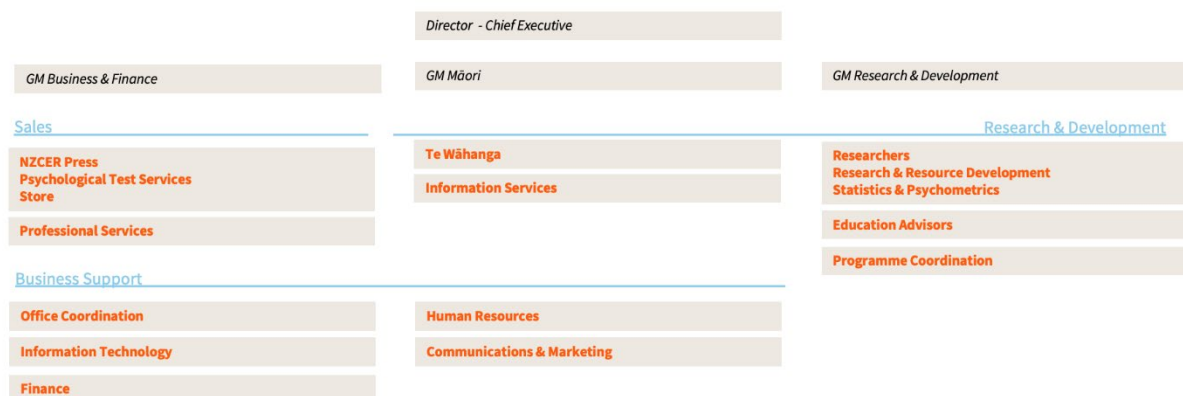 Director - Chief Executive
GM Business & Finance
GM Māori
GM Research & Development
Sales
Research & Development
NZCER Press
Psychological Test Services
Store
Professional Services
Te Wāhanga
Information Services
Researchers
Research & Resource Development
Statistics & Psychometrics
Education Advisors
Programme Coordination
Business Support
Office Coordination
Information Technology
Finance
Human Resources
Communications & Marketing